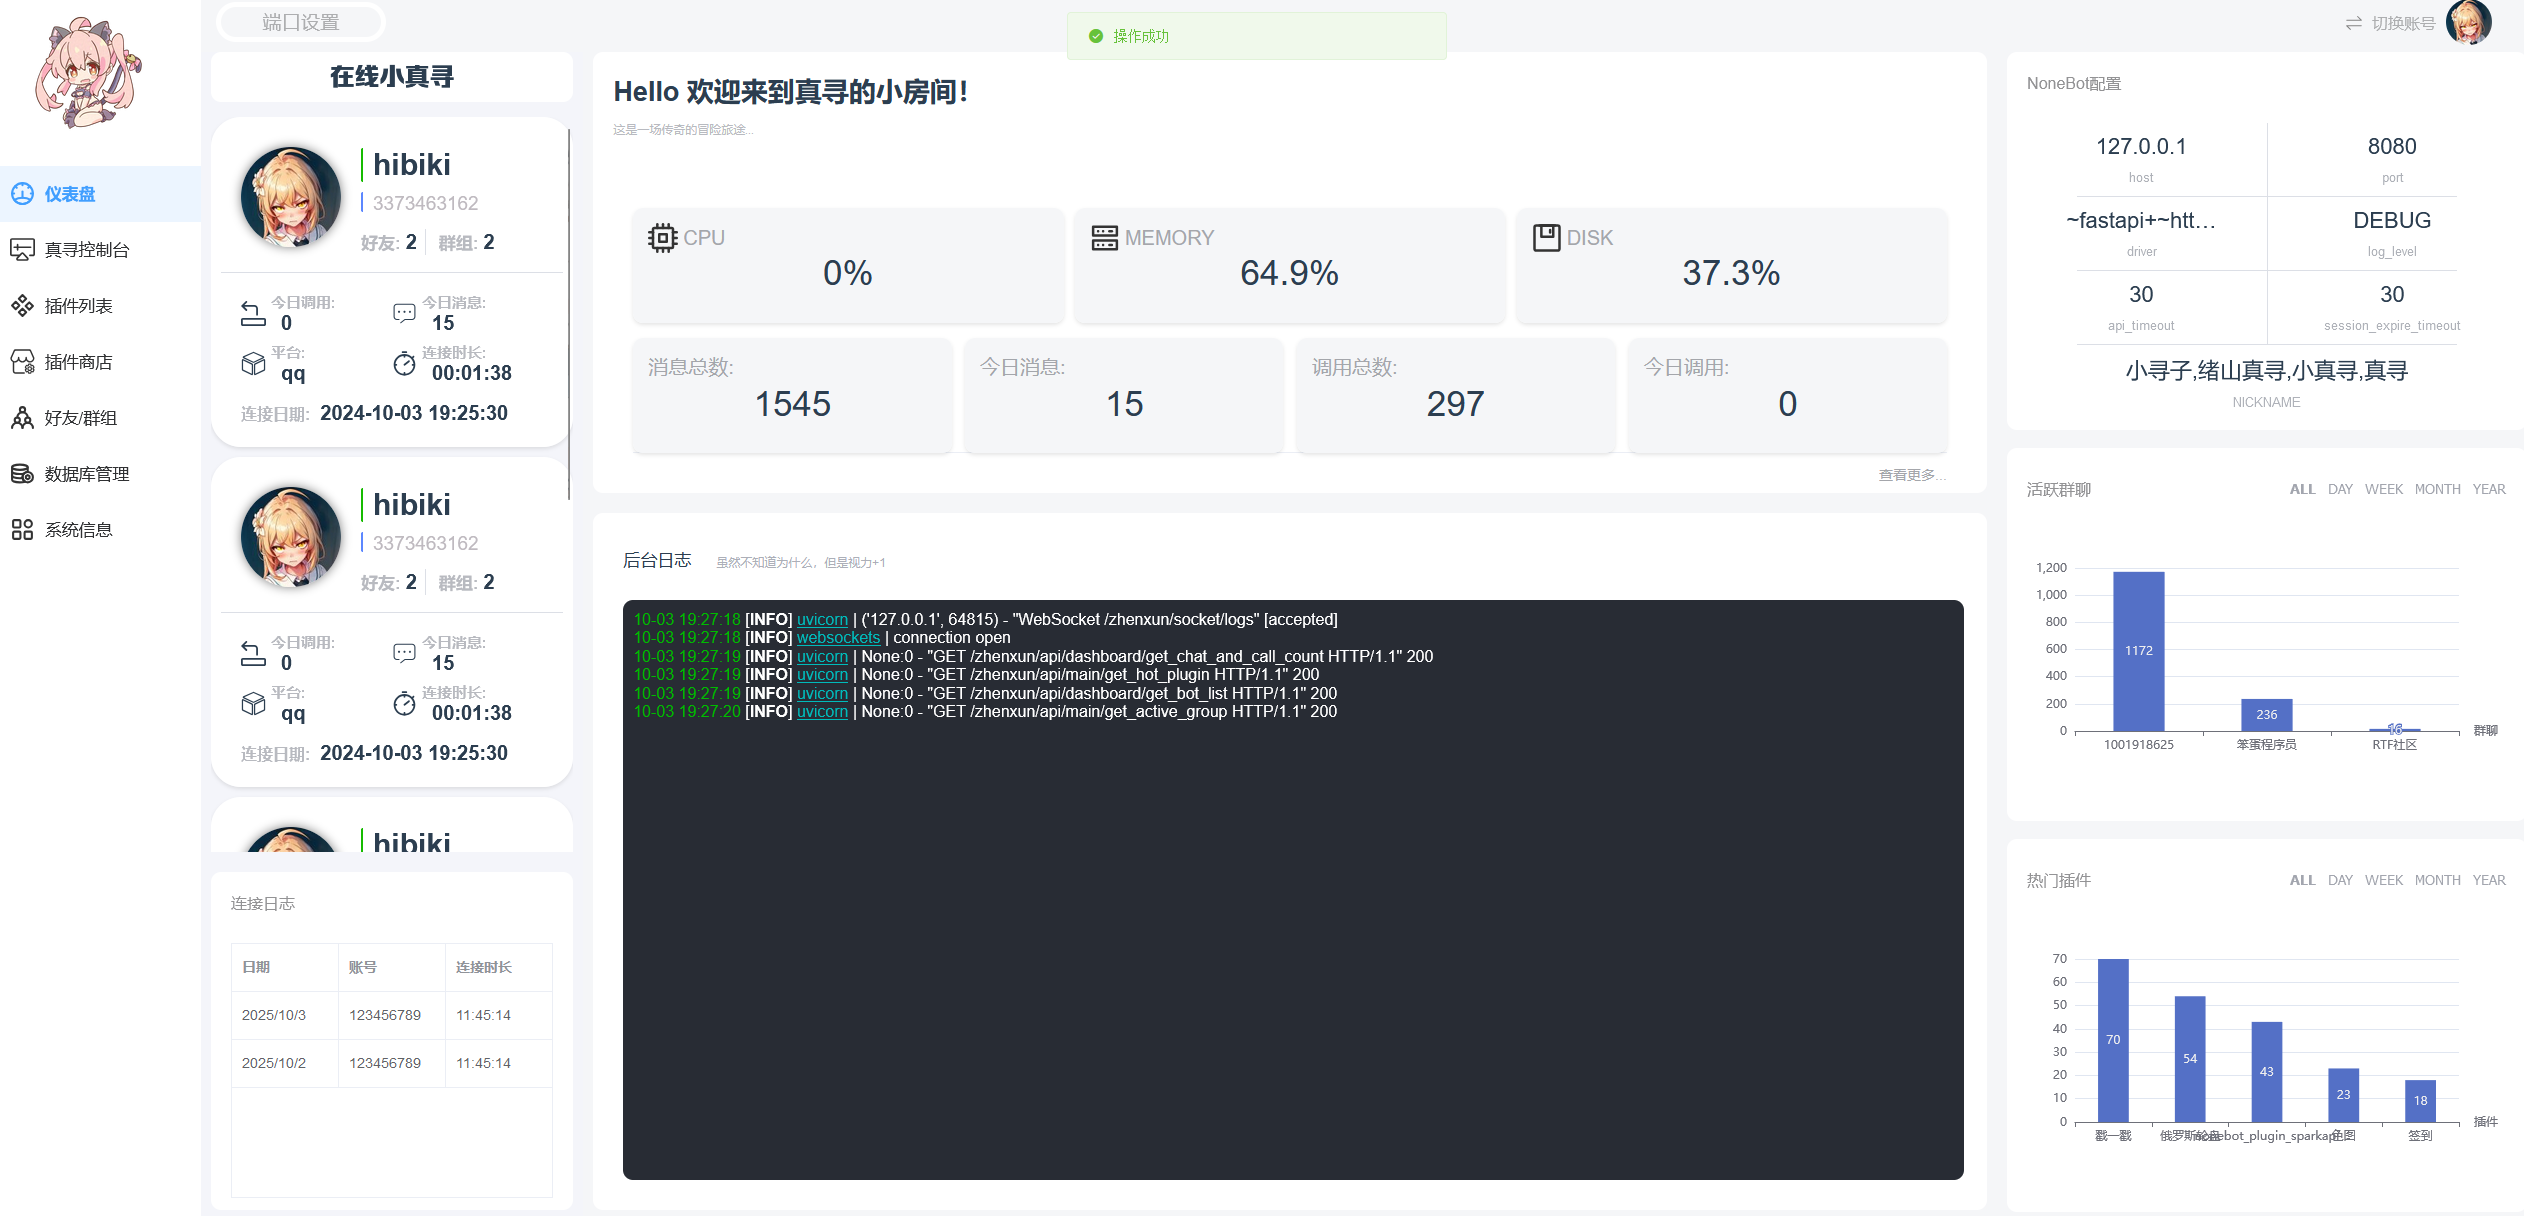 端口设置
操作成功
切换账号
仪表盘
真寻控制台
插件列表
插件商店
好友/群组
数据库管理
系统信息
在线小真寻
hibiki
3373463162
好友: 2 群组: 2
今日调用: 0
今日消息: 15
平台: qq
连接时长: 00:01:38
连接日期: 2024-10-03 19:25:30
hibiki
3373463162
好友: 2 群组: 2
今日调用: 0
今日消息: 15
平台: qq
连接时长: 00:01:38
连接日期: 2024-10-03 19:25:30
hibiki
连接日志
日期 账号 连接时长
2025/10/3 123456789 11:45:14
2025/10/2 123456789 11:45:14
Hello 欢迎来到真寻的小房间！
这是一场传奇的冒险旅途...
CPU
0%
MEMORY
64.9%
DISK
37.3%
消息总数:
1545
今日消息:
15
调用总数:
297
今日调用:
0
查看更多...
后台日志 虽然不知道为什么，但是视力+1
10-03 19:27:18 [INFO] uvicorn | ('127.0.0.1', 64815) - "WebSocket /zhenxun/socket/logs" [accepted]
10-03 19:27:18 [INFO] websockets | connection open
10-03 19:27:19 [INFO] uvicorn | None:0 - "GET /zhenxun/api/dashboard/get_chat_and_call_count HTTP/1.1" 200
10-03 19:27:19 [INFO] uvicorn | None:0 - "GET /zhenxun/api/main/get_hot_plugin HTTP/1.1" 200
10-03 19:27:19 [INFO] uvicorn | None:0 - "GET /zhenxun/api/dashboard/get_bot_list HTTP/1.1" 200
10-03 19:27:20 [INFO] uvicorn | None:0 - "GET /zhenxun/api/main/get_active_group HTTP/1.1" 200
NoneBot配置
127.0.0.1
host
8080
port
~fastapi+~htt...
driver
DEBUG
log_level
30
api_timeout
30
session_expire_timeout
小寻子,绪山真寻,小真寻,真寻
NICKNAME
活跃群聊
ALL DAY WEEK MONTH YEAR
1,200
1,000
800
600
400
200
0
1172
236
16
1001918625 笨蛋程序员 RTF社区
群聊
热门插件
ALL DAY WEEK MONTH YEAR
70
60
50
40
30
20
10
0
70
54
43
23
18
戳一戳 俄罗斯轮盘 nonebot_plugin_sparkapi 色图 签到
插件